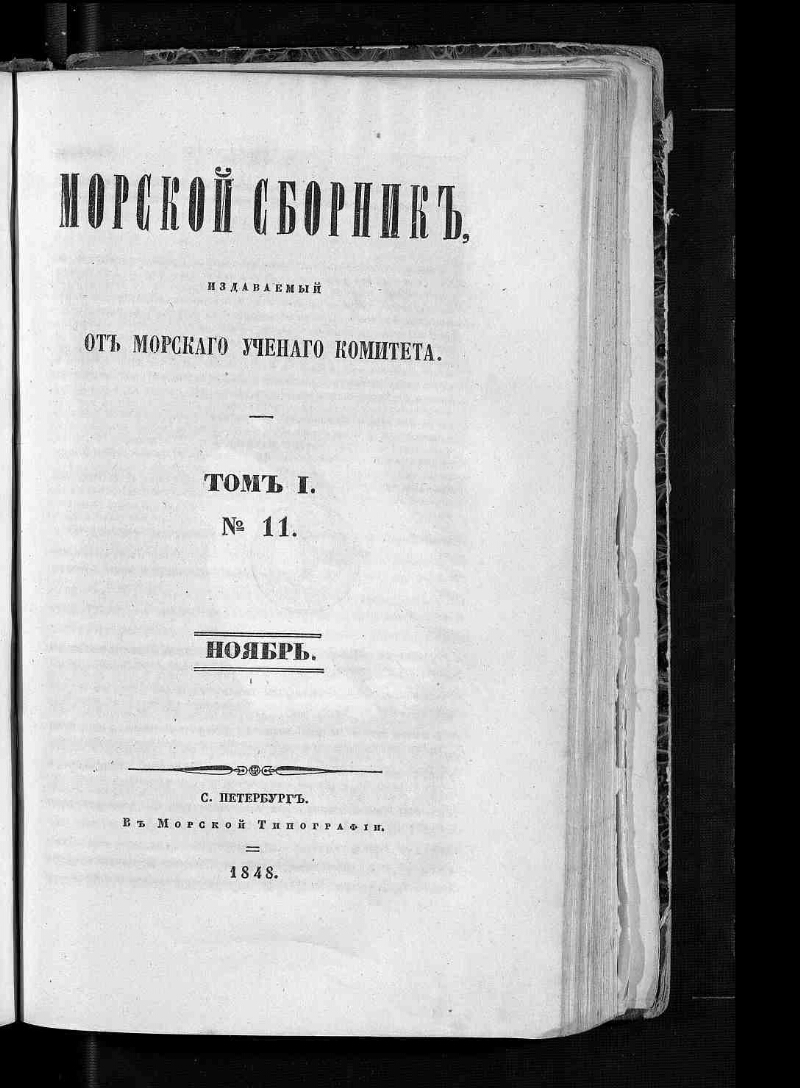 МОРСКОЙ СБОРНИКЪ,
ИЗДАВАЕМЫЙ
ОТЪ МОРСКАГО УЧЕНАГО КОМИТЕТА.
ТОМЪ I.
№ 11.
НОЯБРЬ.
С. ПЕТЕРБУРГЪ.
Въ Морской Типографіи.
1848.